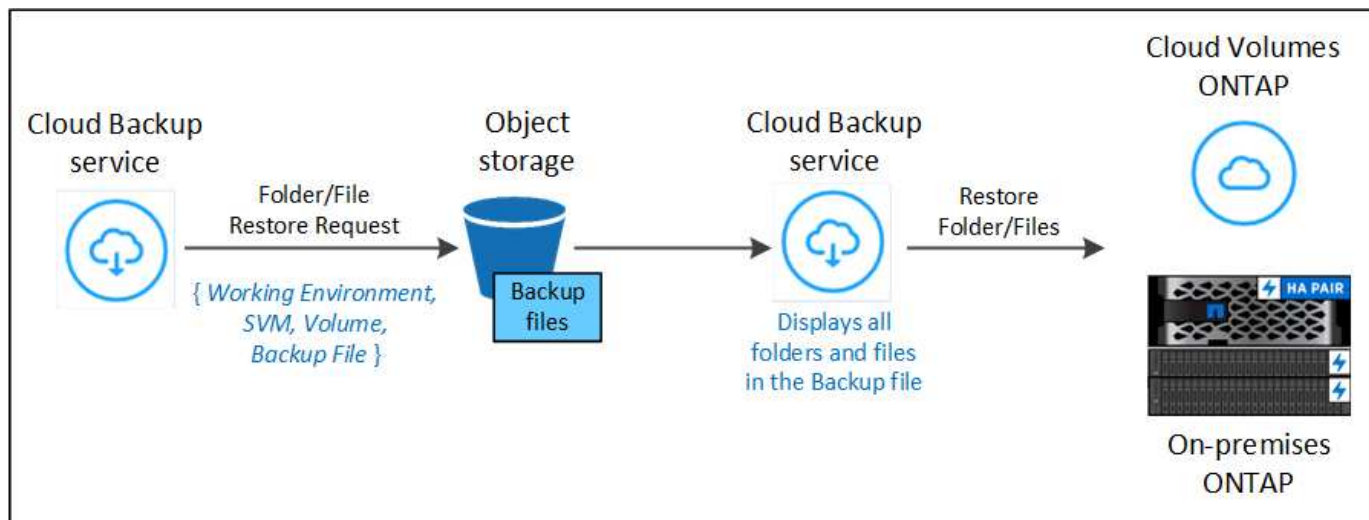 Cloud Backup
service
Folder/File
Restore Request
{ Working Environment,
SVM, Volume,
Backup File }
Object
storage
Backup
files
Cloud Backup
service
Displays all
folders and files
in the Backup file
Restore
Folder/Files
Cloud Volumes
ONTAP
HA PAIR
On-premises
ONTAP